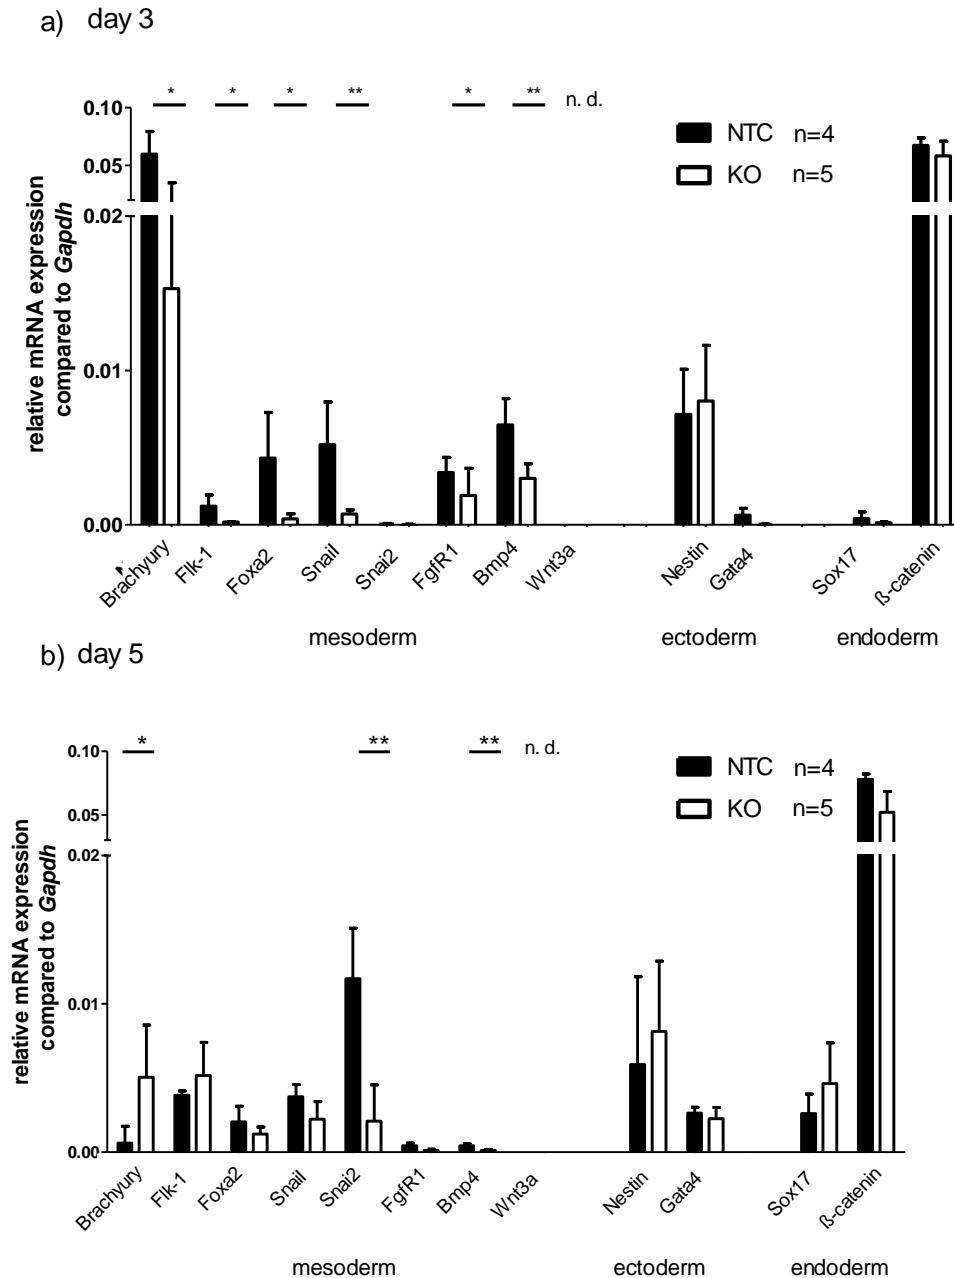 a) day 3
* * * ** * ** n. d.
0.10
NTC n=4
0.05
KO n=5
0.02
relative mRNA expression
compared to Gapdh
0.01
0.00
Brachyury Flk-1 Foxa2 Snail Snai2 FgfR1 Bmp4 Wnt3a Nestin Gata4 Sox17 ß-catenin
mesoderm ectoderm endoderm
b) day 5
* ** ** n. d.
0.10
NTC n=4
0.05
KO n=5
0.02
relative mRNA expression
compared to Gapdh
0.01
0.00
Brachyury Flk-1 Foxa2 Snail Snai2 FgfR1 Bmp4 Wnt3a Nestin Gata4 Sox17 ß-catenin
mesoderm ectoderm endoderm